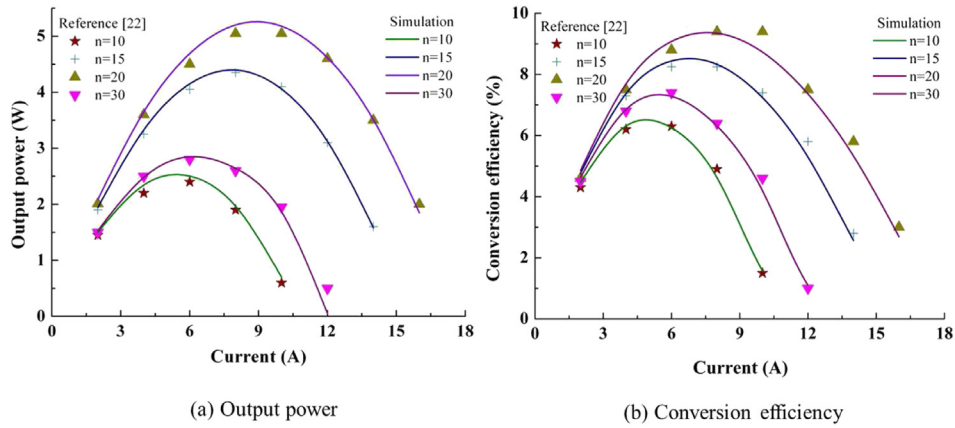 Reference [22]
n=10
n=15
n=20
n=30
Simulation
n=10
n=15
n=20
n=30
Output power (W)
5
4
3
2
1
0
0
3
6
9
12
15
18
Current (A)
(a) Output power
Reference [22]
n=10
n=15
n=20
n=30
Simulation
n=10
n=15
n=20
n=30
Conversion efficiency (%)
10
8
6
4
2
0
0
3
6
9
12
15
18
Current (A)
(b) Conversion efficiency